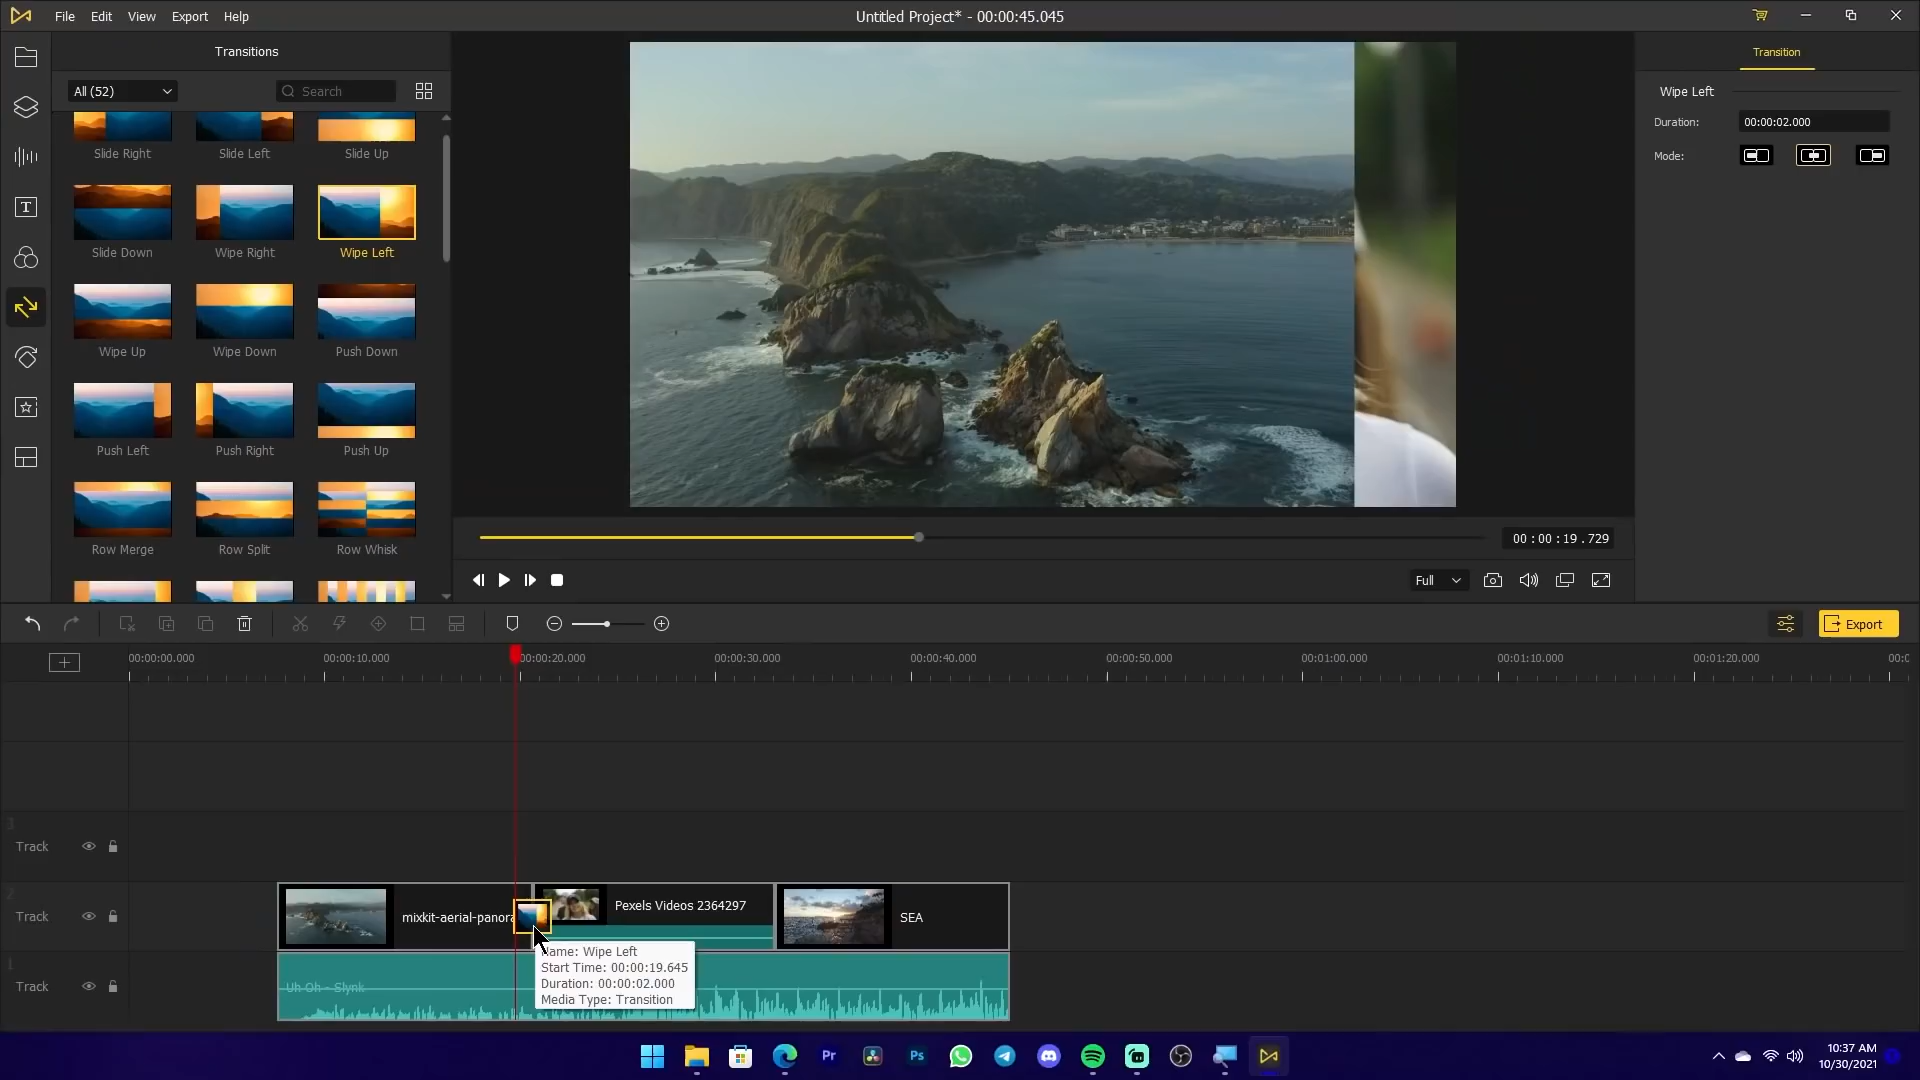 File Edit View Export Help
Untitled Project* - 00:00:45.045
Transitions
All (52)
Search
Slide Right Slide Left Slide Up
Slide Down Wipe Right Wipe Left
Wipe Up Wipe Down Push Down
Push Left Push Right Push Up
Row Merge Row Split Row Whisk
Transition
Wipe Left
Duration: 00:00:02.000
Mode:
00 : 00 : 19 . 729
Full
Export
00:00:00.000 00:00:10.000 00:00:20.000 00:00:30.000 00:00:40.000 00:00:50.000 00:01:00.000 00:01:10.000 00:01:20.000
3
Track
2
Track
mixkit-aerial-panora
Pexels Videos 2364297
SEA
1
Track
Uh Oh - Slynk
Name: Wipe Left
Start Time: 00:00:19.645
Duration: 00:00:02.000
Media Type: Transition
Pr
Ps
10:37 AM
10/30/2021